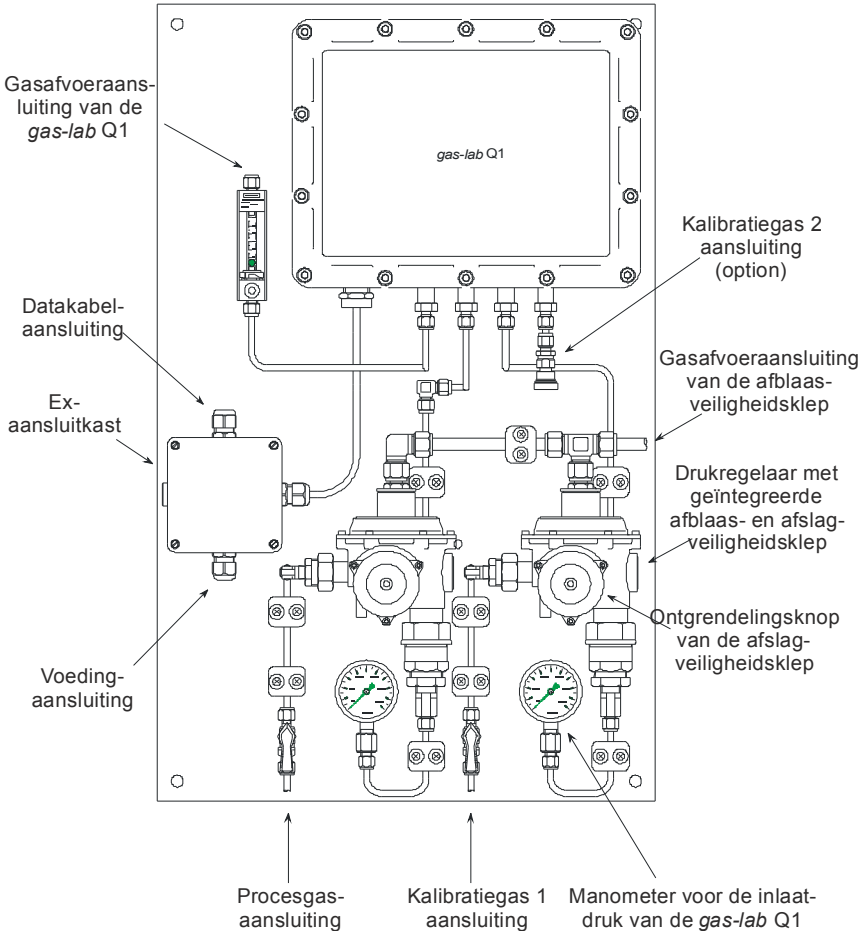 Gasafvoeraans-
luiting van de
gas-lab Q1
gas-lab Q1
Kalibratiegas 2
aansluiting
(option)
Datakabel-
aansluiting
Gasafvoeraansluiting
van de afblaas-
veiligheidsklep
Ex-
aansluitkast
Drukregelaar met
geïntegreerde
afblaas- en afslag-
veiligheidsklep
Ontgrendelingsknop
van de afslag-
veiligheidsklep
Voeding-
aansluiting
Procesgas-
aansluiting
Kalibratiegas 1
aansluiting
Manometer voor de inlaat-
druk van de gas-lab Q1